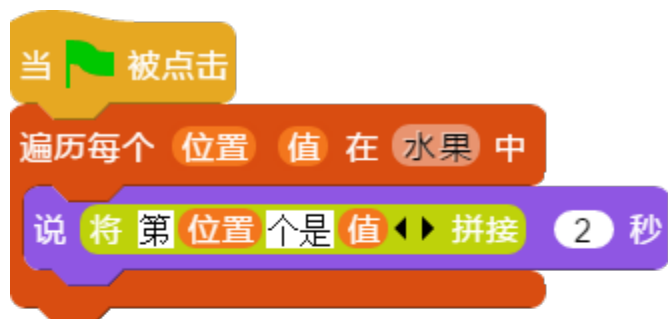 当 被点击
遍历每个 位置 值 在 水果 中
说 将 第 位置 个是 值 拼接 2 秒